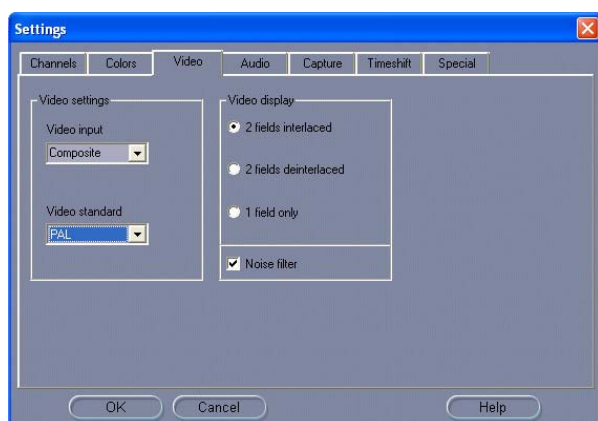 Settings
Channels Colors Video Audio Capture Timeshift Special
Video settings
Video input
Composite
Video standard
PAL
Video display
2 fields interlaced
2 fields deinterlaced
1 field only
Noise filter
OK Cancel Help